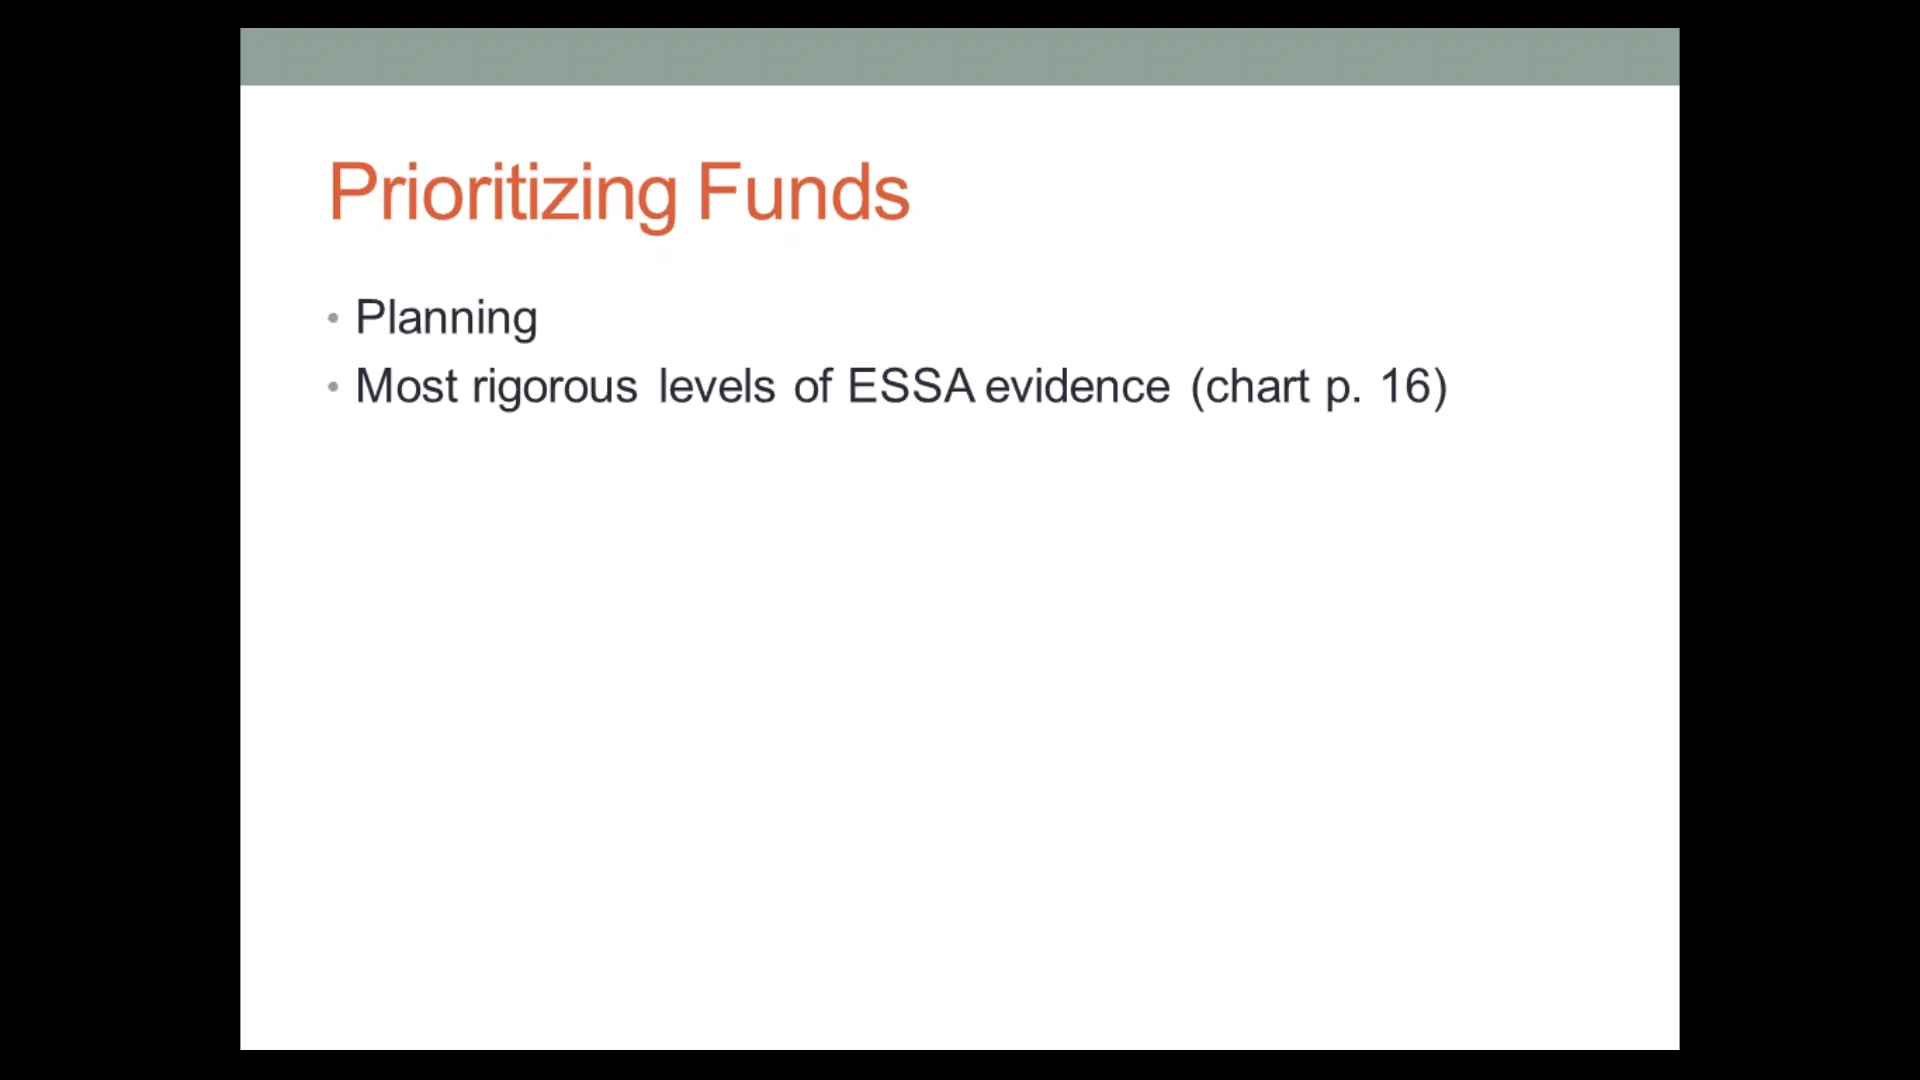 Prioritizing Funds
• Planning
• Most rigorous levels of ESSA evidence (chart p. 16)